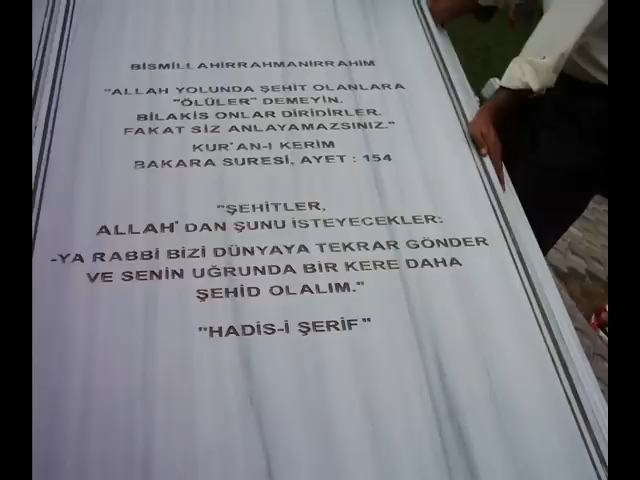 BİSMİLLAHİRRAHMANİRRAHİM
"ALLAH YOLUNDA ŞEHİT OLANLARA
"ÖLÜLER" DEMEYİN.
BİLAKİS ONLAR DİRİDİRLER.
FAKAT SİZ ANLAYAMAZSINIZ."
KUR'AN-I KERİM
BAKARA SURESİ, AYET : 154
"ŞEHİTLER,
ALLAH'DAN ŞUNU İSTEYECEKLER:
-YA RABBİ BİZİ DÜNYAYA TEKRAR GÖNDER
VE SENİN UĞRUNDA BİR KERE DAHA
ŞEHİD OLALIM."
"HADİS-İ ŞERİF"